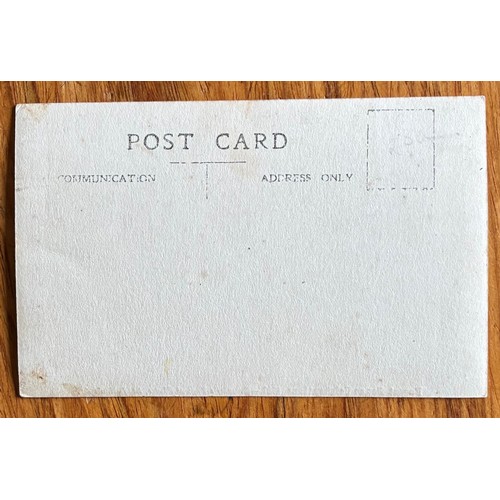 POST CARD
COMMUNICATION ADDRESS ONLY